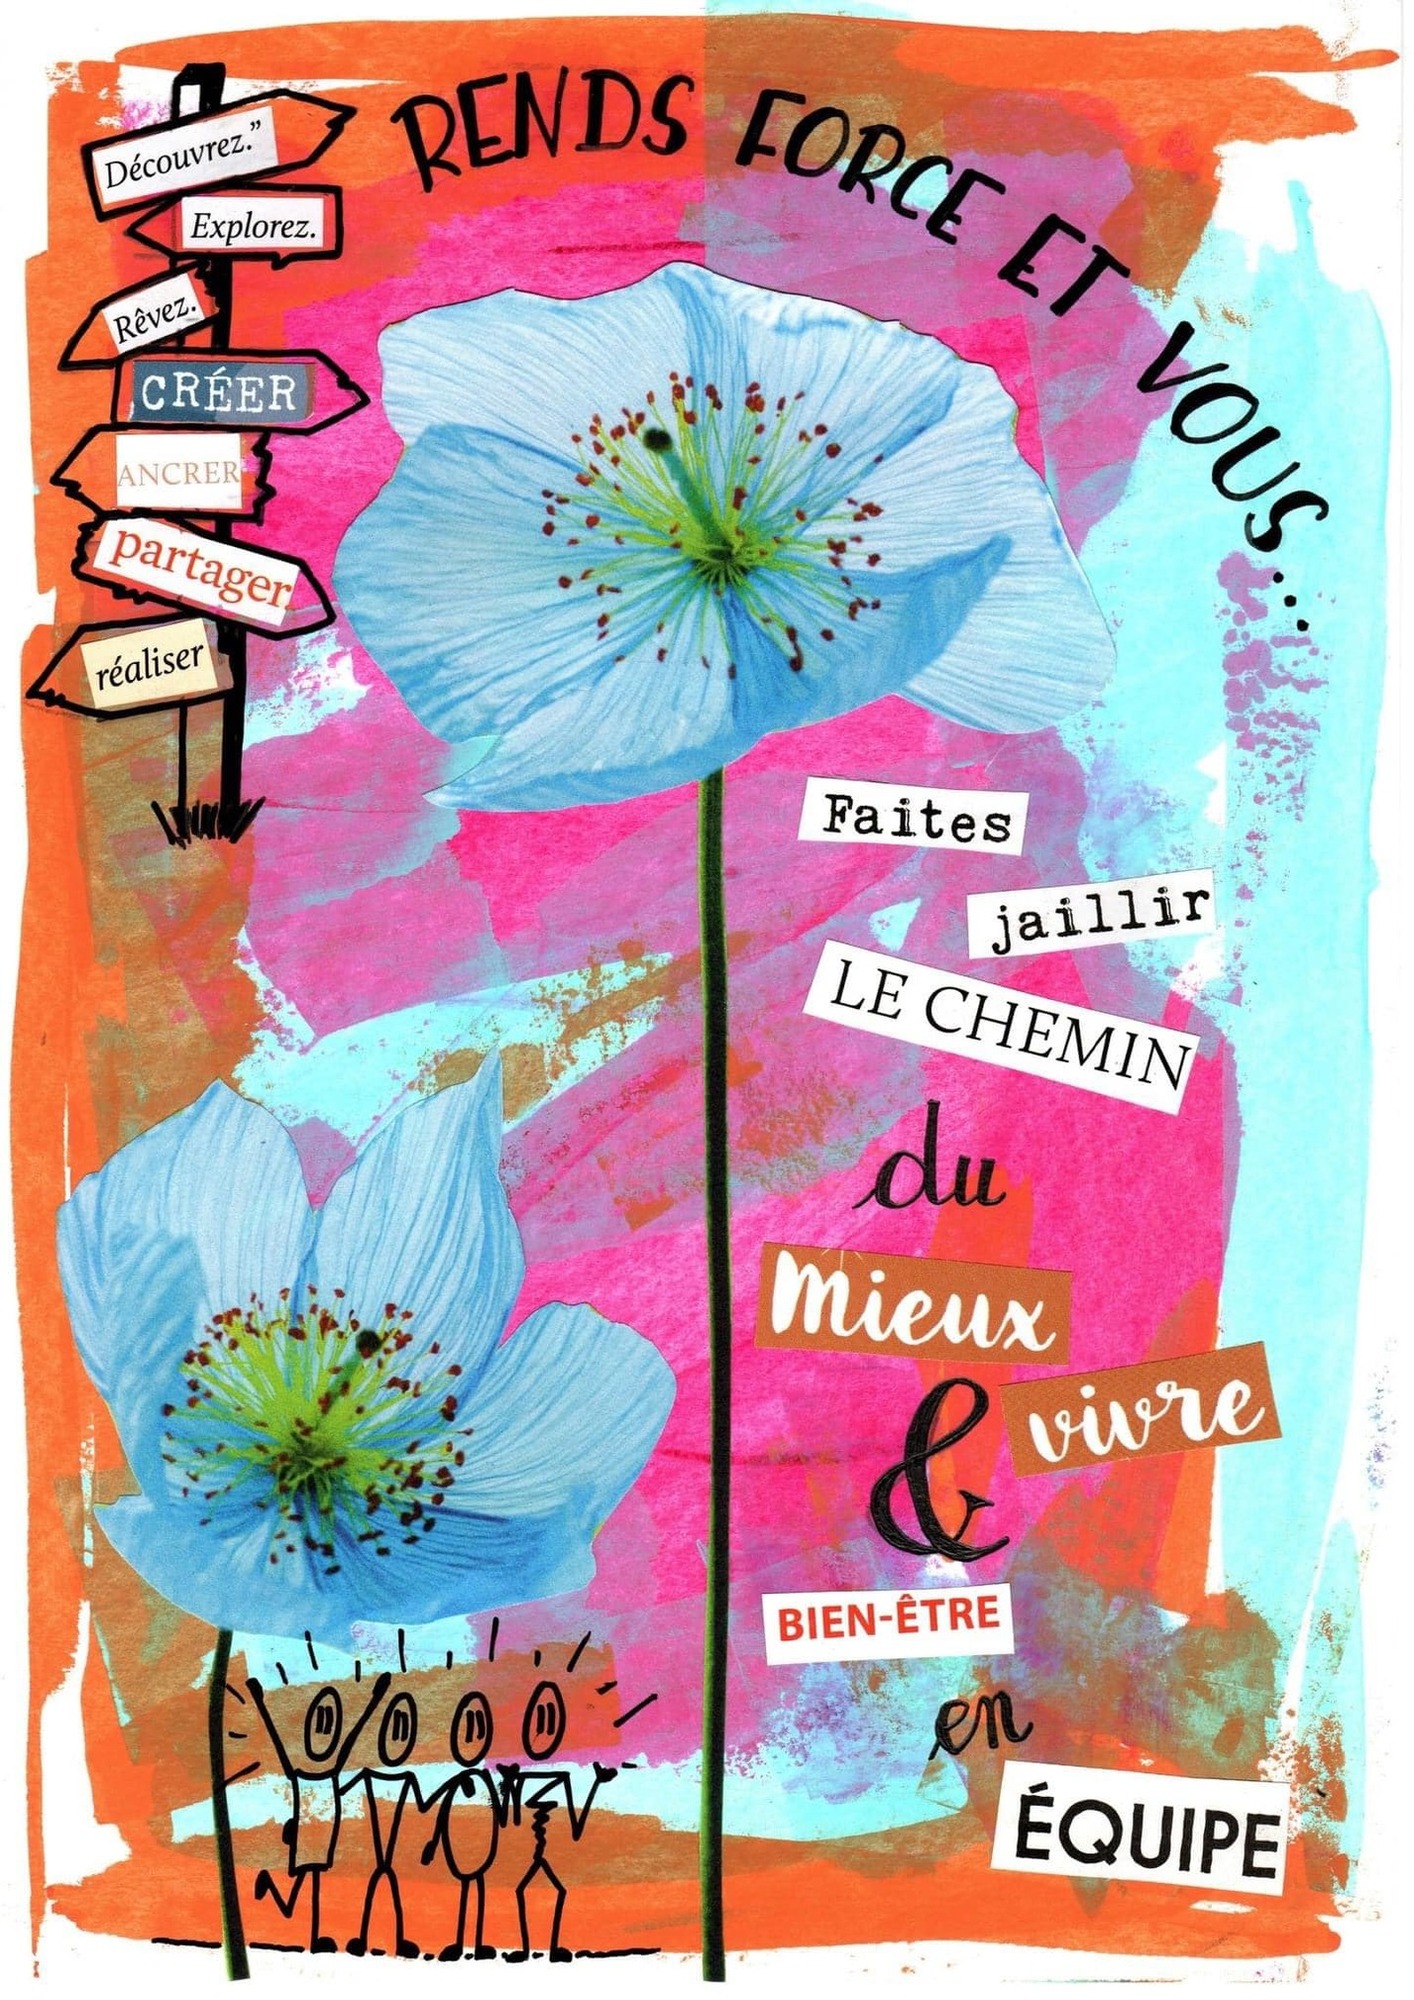 RENDS FORCE ET VOUS...
Découvrez.”
Explorez.
Rêvez.
CRÉER
ANCRER
partager
réaliser
Faites
jaillir
LE CHEMIN
du
Mieux
& vivre
BIEN-ÊTRE
en
ÉQUIPE